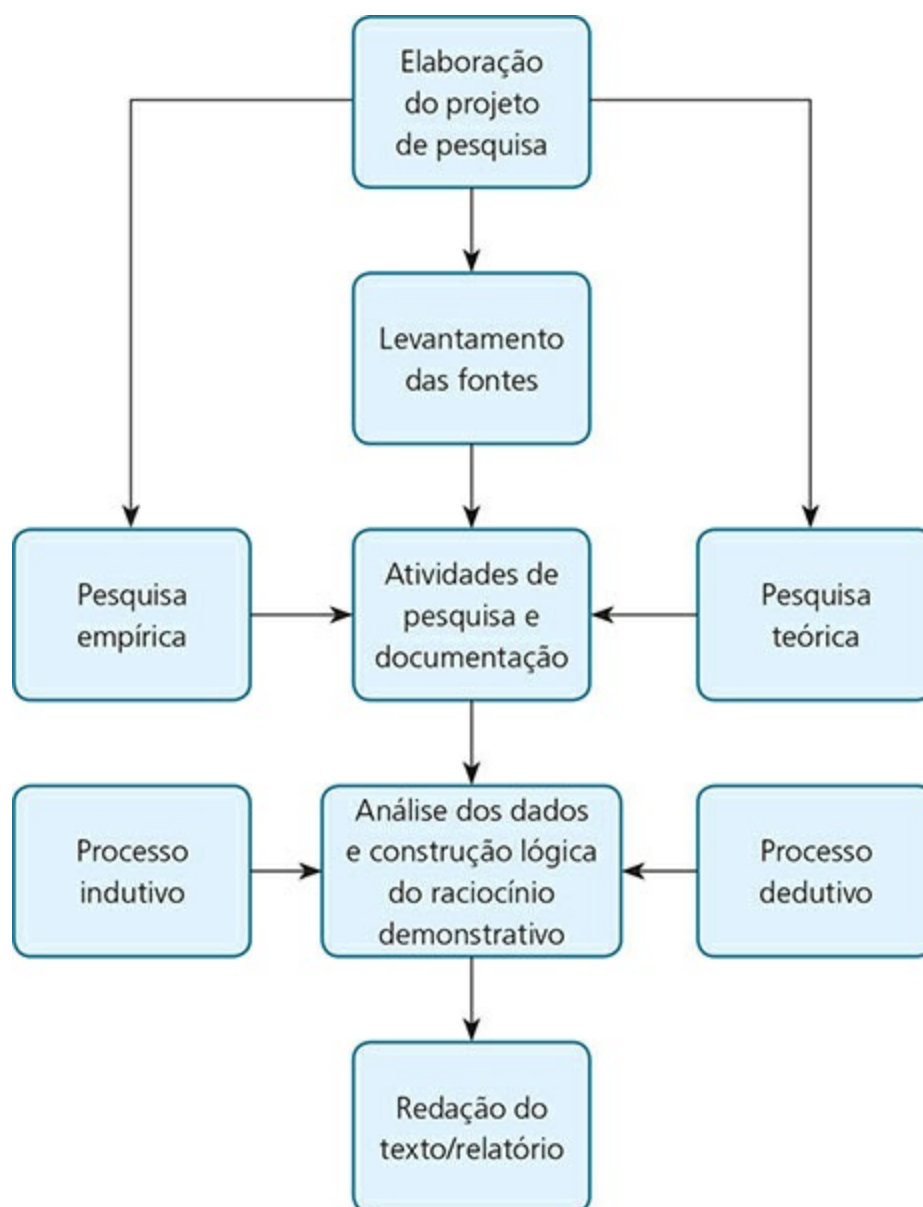 Elaboração
do projeto
de pesquisa
Levantamento
das fontes
Pesquisa
empírica
Atividades de
pesquisa e
documentação
Pesquisa
teórica
Processo
indutivo
Análise dos dados
e construção lógica
do raciocínio
demonstrativo
Processo
dedutivo
Redação do
texto/relatório